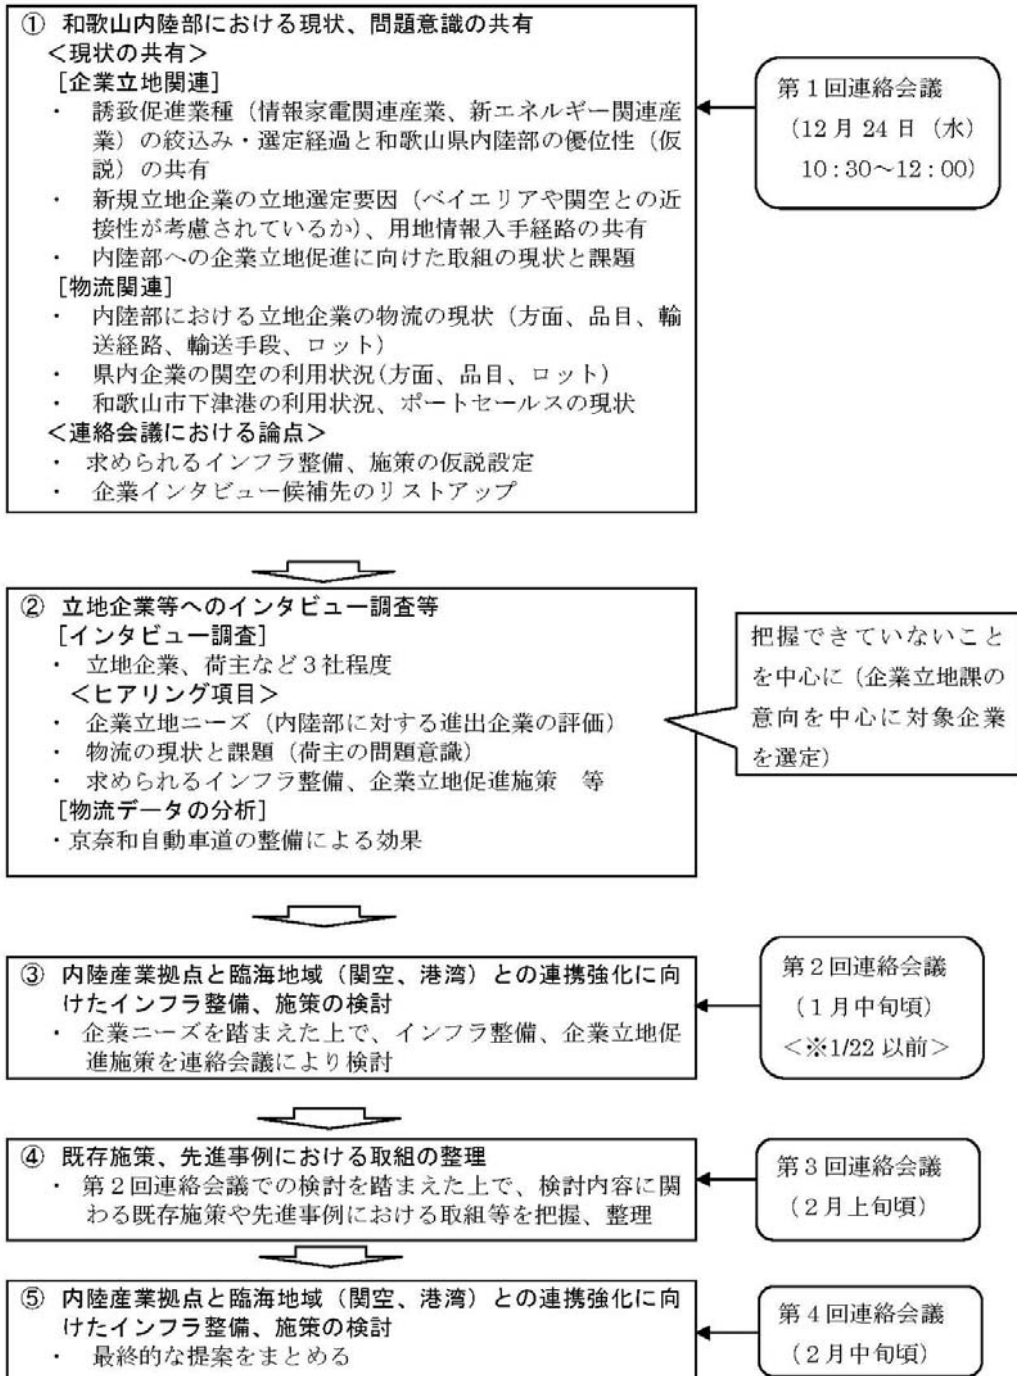 ① 和歌山内陸部における現状、問題意識の共有
＜現状の共有＞
［企業立地関連］
・ 誘致促進業種（情報家電関連産業、新エネルギー関連産
業）の絞込み・選定経過と和歌山県内陸部の優位性（仮
説）の共有
・ 新規立地企業の立地選定要因（ベイエリアや関空との近
接性が考慮されているか）、用地情報入手経路の共有
・ 内陸部への企業立地促進に向けた取組の現状と課題
［物流関連］
・ 内陸部における立地企業の物流の現状（方面、品目、輸
送経路、輸送手段、ロット）
・ 県内企業の関空の利用状況（方面、品目、ロット）
・ 和歌山市下津港の利用状況、ポートセールスの現状
＜連絡会議における論点＞
・ 求められるインフラ整備、施策の仮説設定
・ 企業インタビュー候補先のリストアップ
第１回連絡会議
（12 月 24 日（水）
10：30～12：00）
② 立地企業等へのインタビュー調査等
［インタビュー調査］
・ 立地企業、荷主など３社程度
＜ヒアリング項目＞
・ 企業立地ニーズ（内陸部に対する進出企業の評価）
・ 物流の現状と課題（荷主の問題意識）
・ 求められるインフラ整備、企業立地促進施策 等
［物流データの分析］
・京奈和自動車道の整備による効果
把握できていないこと
を中心に（企業立地課の
意向を中心に対象企業
を選定）
③ 内陸産業拠点と臨海地域（関空、港湾）との連携強化に向
けたインフラ整備、施策の検討
・ 企業ニーズを踏まえた上で、インフラ整備、企業立地促
進施策を連絡会議により検討
第２回連絡会議
（１月中旬頃）
＜※1/22 以前＞
④ 既存施策、先進事例における取組の整理
・ 第２回連絡会議での検討を踏まえた上で、検討内容に関
わる既存施策や先進事例における取組等を把握、整理
第３回連絡会議
（２月上旬頃）
⑤ 内陸産業拠点と臨海地域（関空、港湾）との連携強化に向
けたインフラ整備、施策の検討
・ 最終的な提案をまとめる
第４回連絡会議
（２月中旬頃）